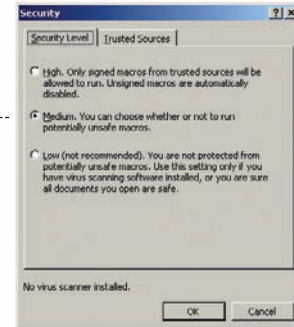 Security
Security Level
Trusted Sources
High. Only signed macros from trusted sources will be
allowed to run. Unsigned macros are automatically
disabled.
Medium. You can choose whether or not to run
potentially unsafe macros.
Low (not recommended). You are not protected from
potentially unsafe macros. Use this setting only if you
have virus scanning software installed, or you are sure
all documents you open are safe.
No virus scanner installed.
OK
Cancel